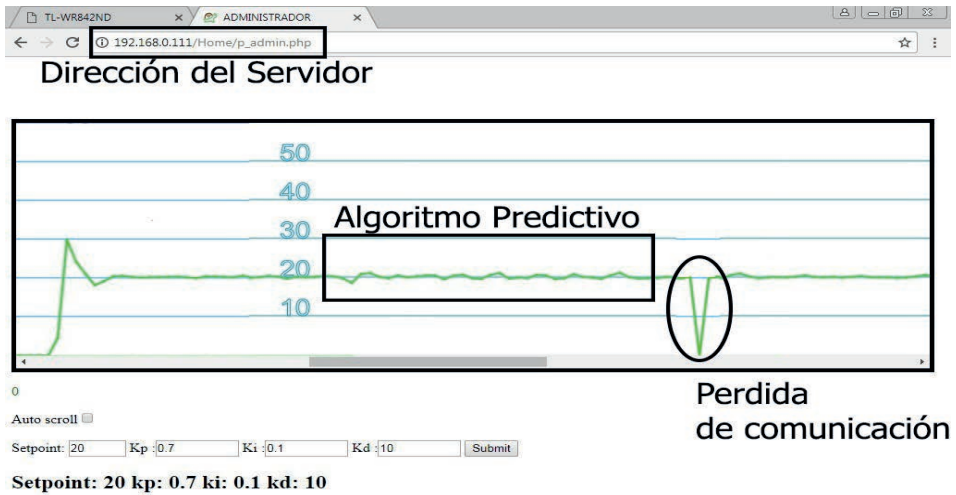 TL-WR842ND
ADMINISTRADOR
192.168.0.111/Home/p_admin.php
Dirección del Servidor
50
40
Algoritmo Predictivo
30
20
10
Perdida
de comunicación
0
Auto scroll
Setpoint: 20 Kp :0.7 Ki :0.1 Kd :10 Submit
Setpoint: 20 kp: 0.7 ki: 0.1 kd: 10